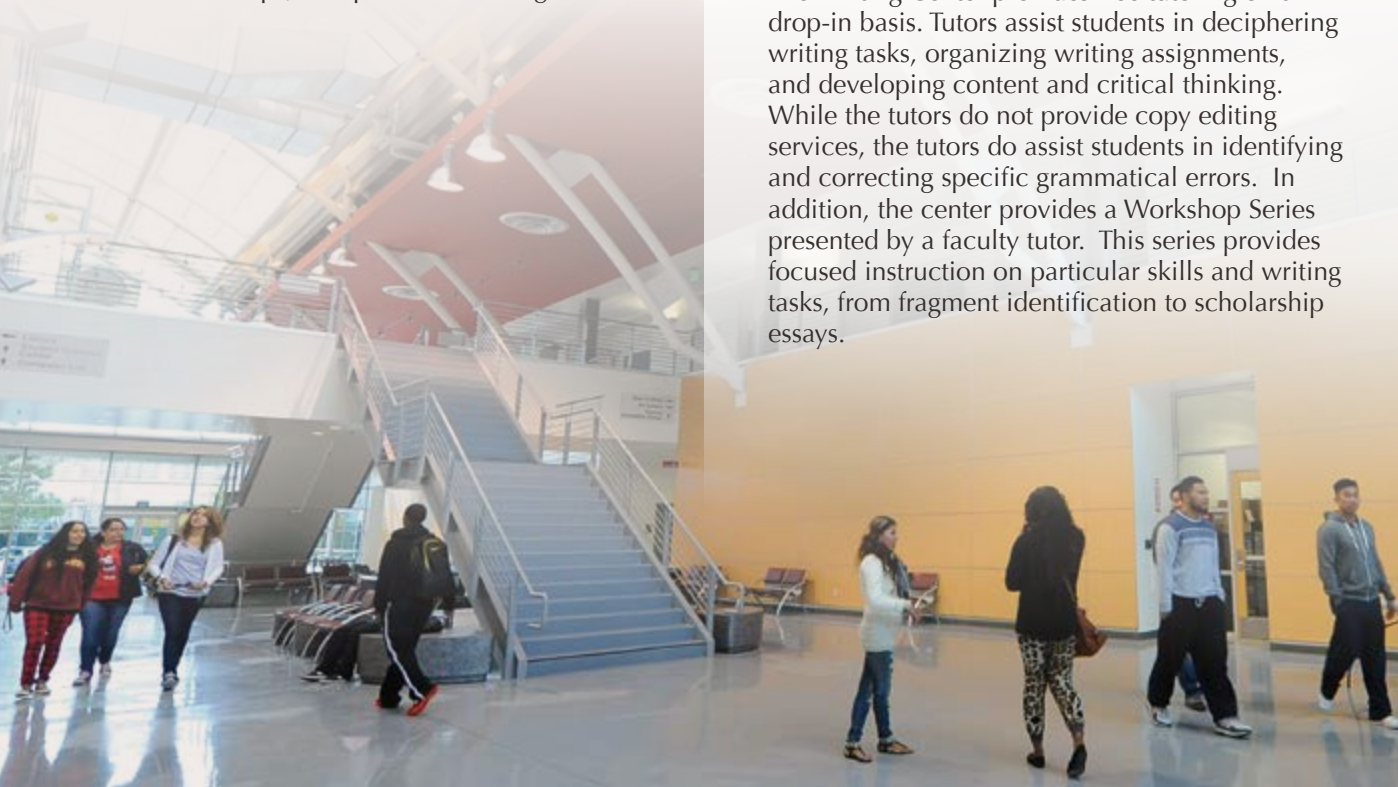 drop-in basis. Tutors assist students in deciphering
writing tasks, organizing writing assignments,
and developing content and critical thinking.
While the tutors do not provide copy editing
services, the tutors do assist students in identifying
and correcting specific grammatical errors.  In
addition, the center provides a Workshop Series
presented by a faculty tutor.  This series provides
focused instruction on particular skills and writing
tasks, from fragment identification to scholarship
essays.